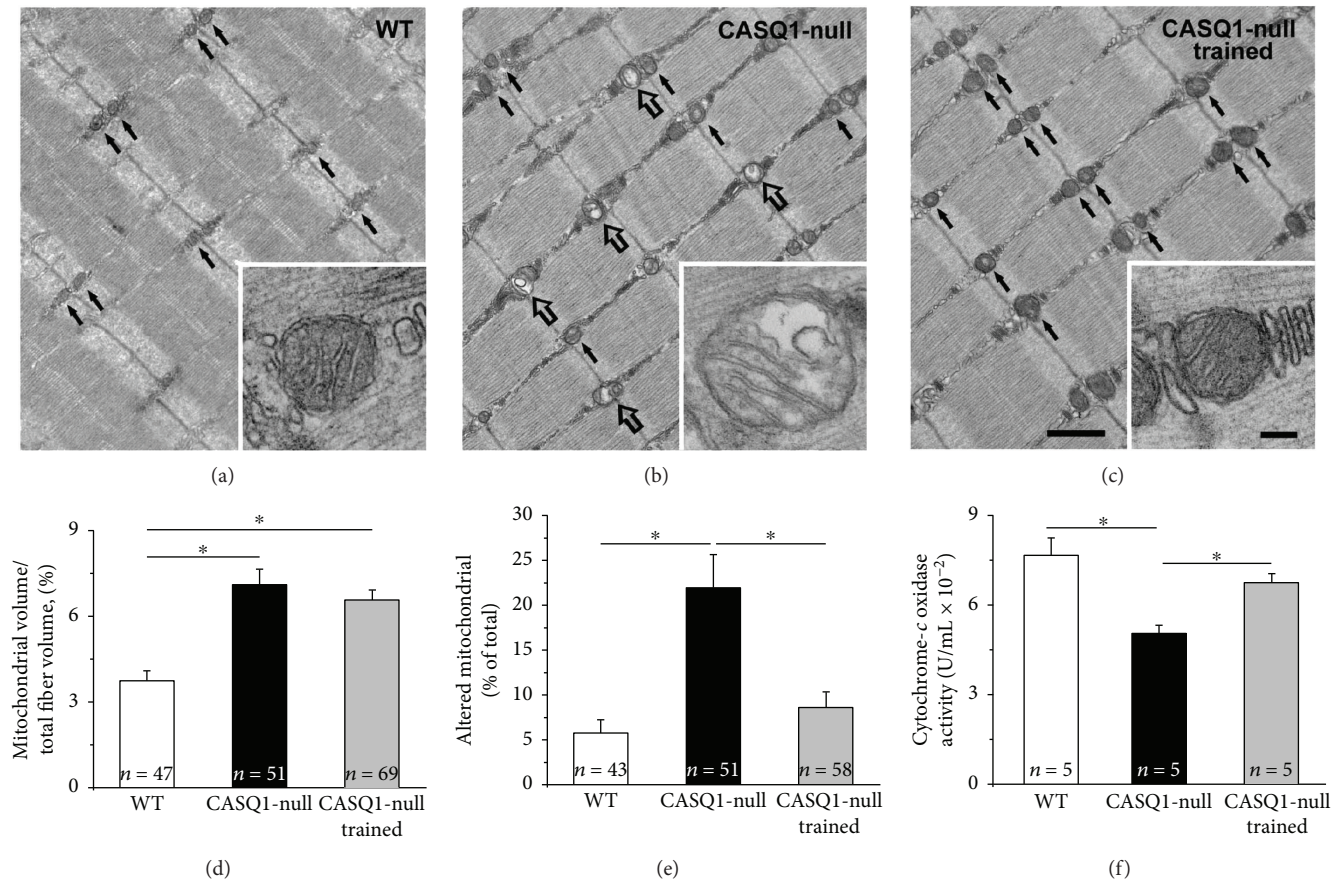 WT
CASQ1-null
CASQ1-null
trained
(a)
(b)
(c)
Mitochondrial volume/
total fiber volume, (%)
9
6
3
0
*
*
n = 47
n = 51
n = 69
WT
CASQ1-null
CASQ1-null
trained
(d)
Altered mitochondrial
(% of total)
30
25
20
15
10
5
0
*
*
n = 43
n = 51
n = 58
WT
CASQ1-null
CASQ1-null
trained
(e)
Cytochrome-c oxidase
activity (U/mL × 10⁻²)
9
6
3
0
*
*
n = 5
n = 5
n = 5
WT
CASQ1-null
CASQ1-null
trained
(f)